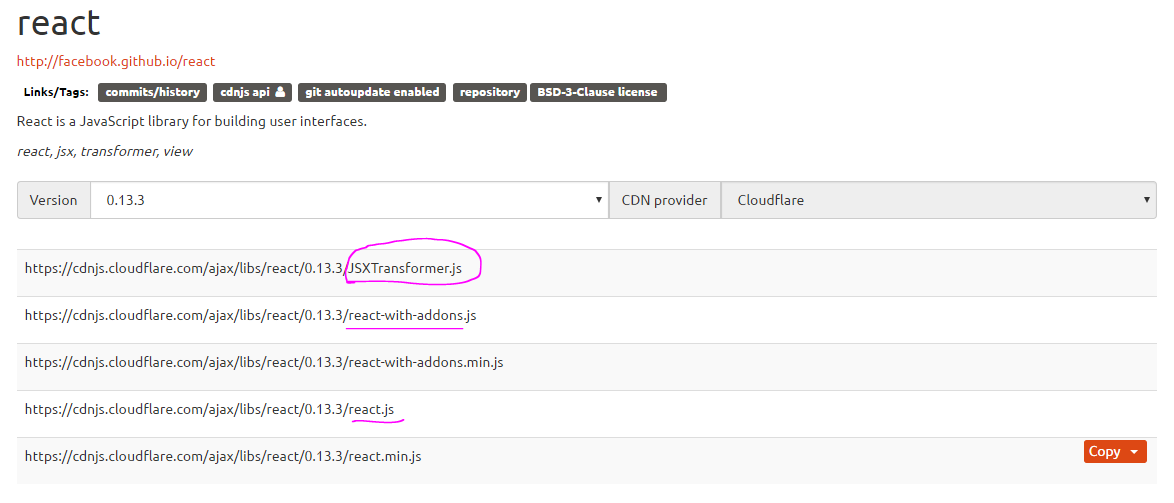 react
http://facebook.github.io/react
Links/Tags: commits/history cdnjs api git autoupdate enabled repository BSD-3-Clause license
React is a JavaScript library for building user interfaces.
react, jsx, transformer, view
Version 0.13.3 CDN provider Cloudflare
https://cdnjs.cloudflare.com/ajax/libs/react/0.13.3/JSXTransformer.js
https://cdnjs.cloudflare.com/ajax/libs/react/0.13.3/react-with-addons.js
https://cdnjs.cloudflare.com/ajax/libs/react/0.13.3/react-with-addons.min.js
https://cdnjs.cloudflare.com/ajax/libs/react/0.13.3/react.js
https://cdnjs.cloudflare.com/ajax/libs/react/0.13.3/react.min.js Copy